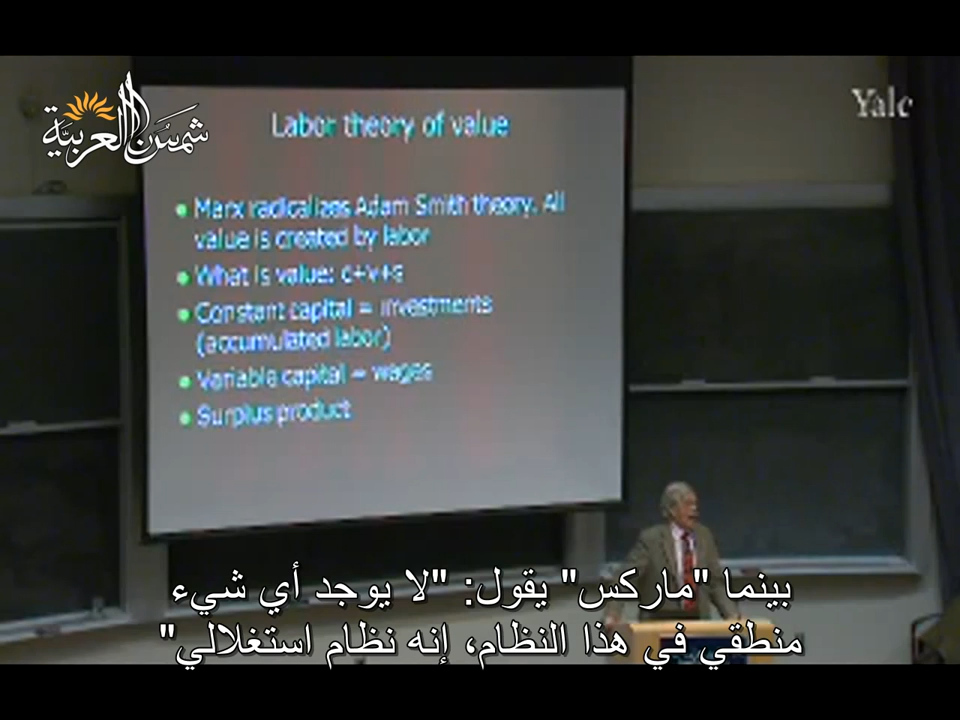 شمس العربية
Yale
Labor theory of value
Marx radicalizes Adam Smith theory. All
value is created by labor
What is value: c+v+s
Constant capital = investments
(accumulated labor)
Variable capital = wages
Surplus product
بينما "ماركس" يقول: "لا يوجد أي شيء
منطقي في هذا النظام، إنه نظام استغلالي"